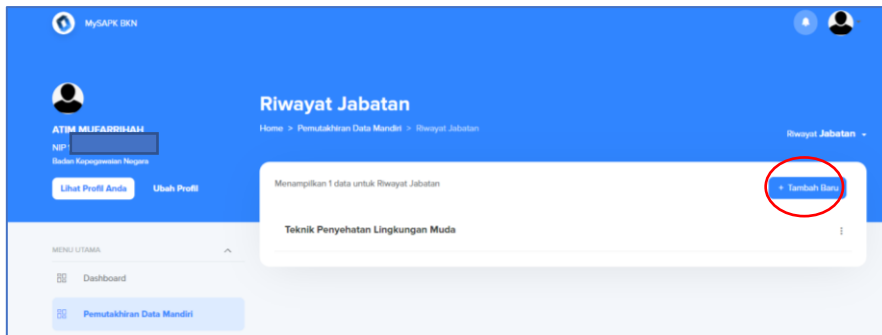 MySAPK BKN
ATIM MUFARRIHAH
NIP
Badan Kepegawaian Negara
Lihat Profil Anda
Ubah Profil
MENU UTAMA
Dashboard
Pemutakhiran Data Mandiri
Riwayat Jabatan
Home > Pemutakhiran Data Mandiri > Riwayat Jabatan
Riwayat Jabatan
Menampilkan 1 data untuk Riwayat Jabatan
+ Tambah Baru
Teknik Penyehatan Lingkungan Muda